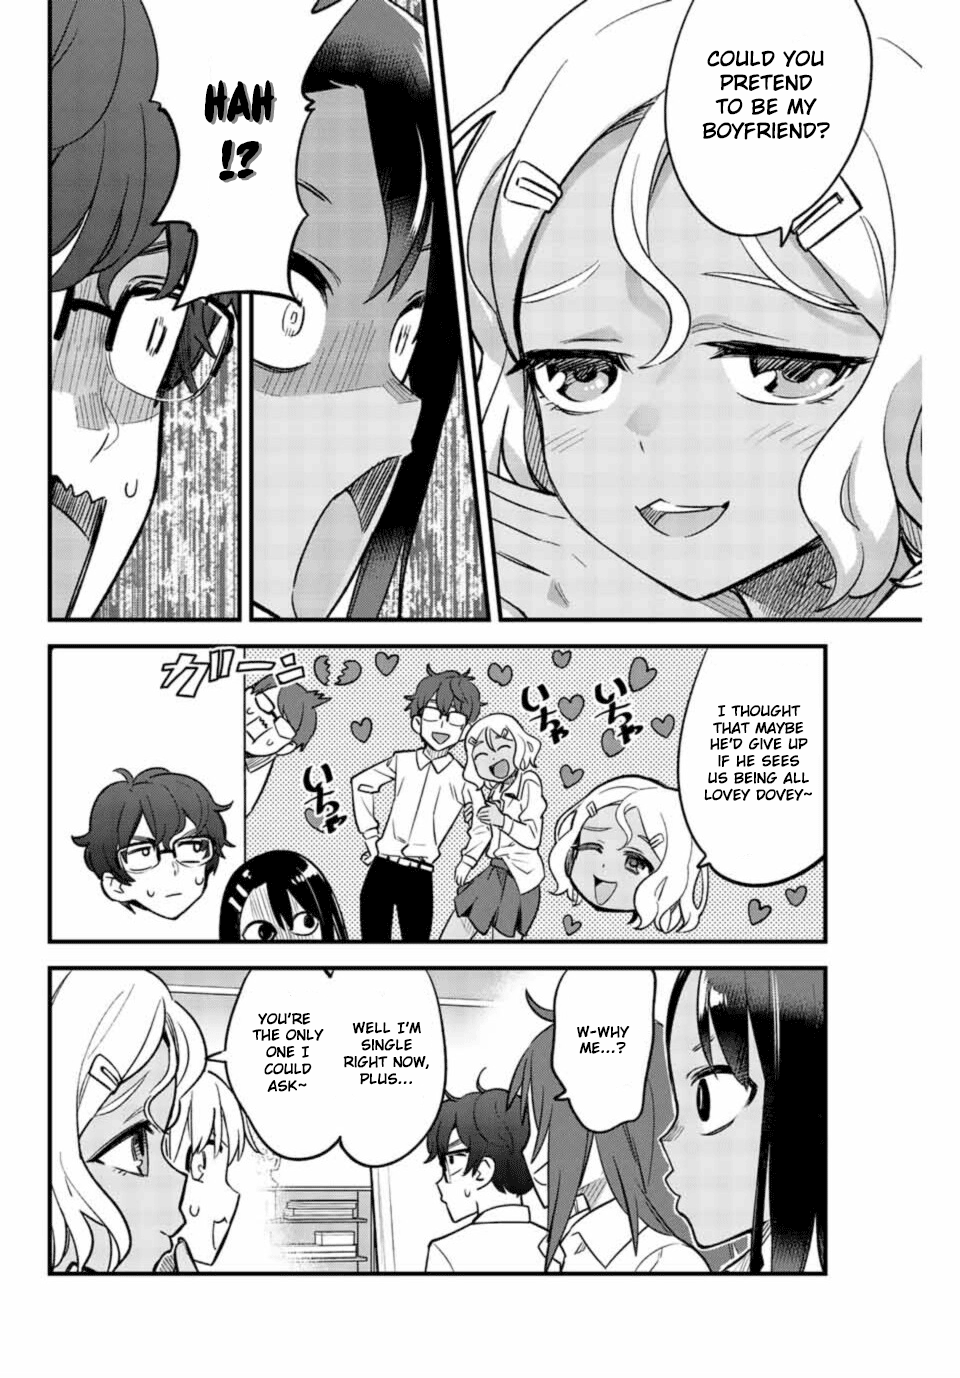 COULD YOU
PRETEND
TO BE MY
BOYFRIEND?
HAH
!?
I THOUGHT
THAT MAYBE
HE'D GIVE UP
IF HE SEES
US BEING ALL
LOVEY DOVEY~
いちゃ
いちゃ
いちゃ
ガーン
W-WHY
ME...?
WELL I'M
SINGLE
RIGHT NOW,
PLUS...
YOU'RE
THE ONLY
ONE I
COULD
ASK~